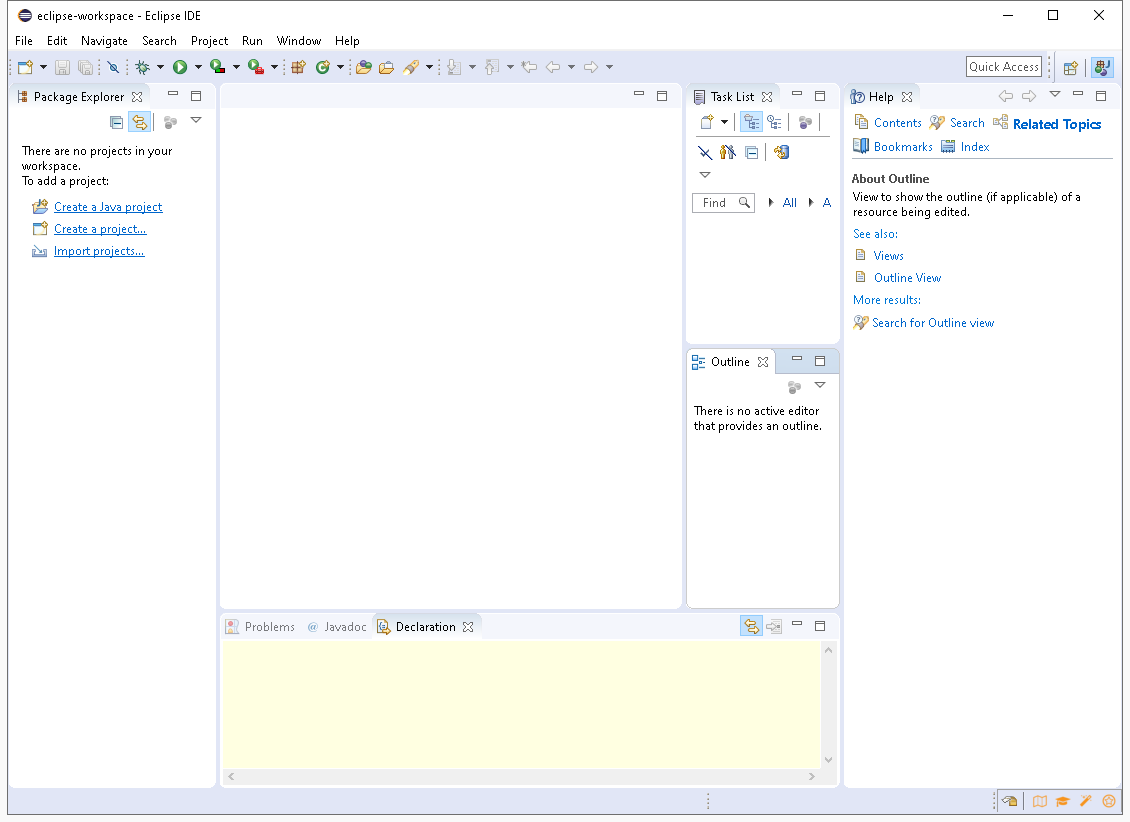 eclipse-workspace - Eclipse IDE
File Edit Navigate Search Project Run Window Help
Quick Access
Package Explorer
There are no projects in your
workspace.
To add a project:
Create a Java project
Create a project...
Import projects...
Task List
Find All A
Outline
There is no active editor
that provides an outline.
Problems @ Javadoc Declaration
Help
Contents Search Related Topics
Bookmarks Index
About Outline
View to show the outline (if applicable) of a
resource being edited.
See also:
Views
Outline View
More results:
Search for Outline view